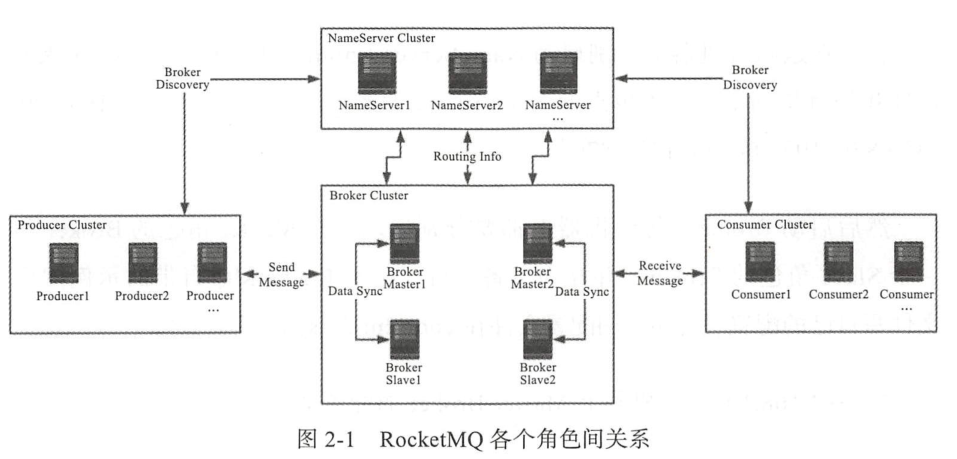 NameServer Cluster
NameServer1
NameServer2
NameServer
...
Broker
Discovery
Broker
Discovery
Routing Info
Producer Cluster
Producer1
Producer2
Producer
...
Send
Message
Broker Cluster
Broker
Master1
Broker
Master2
Data Sync
Data Sync
Broker
Slave1
Broker
Slave2
Receive
Message
Consumer Cluster
Consumer1
Consumer2
Consumer
...
图 2-1 RocketMQ 各个角色间关系